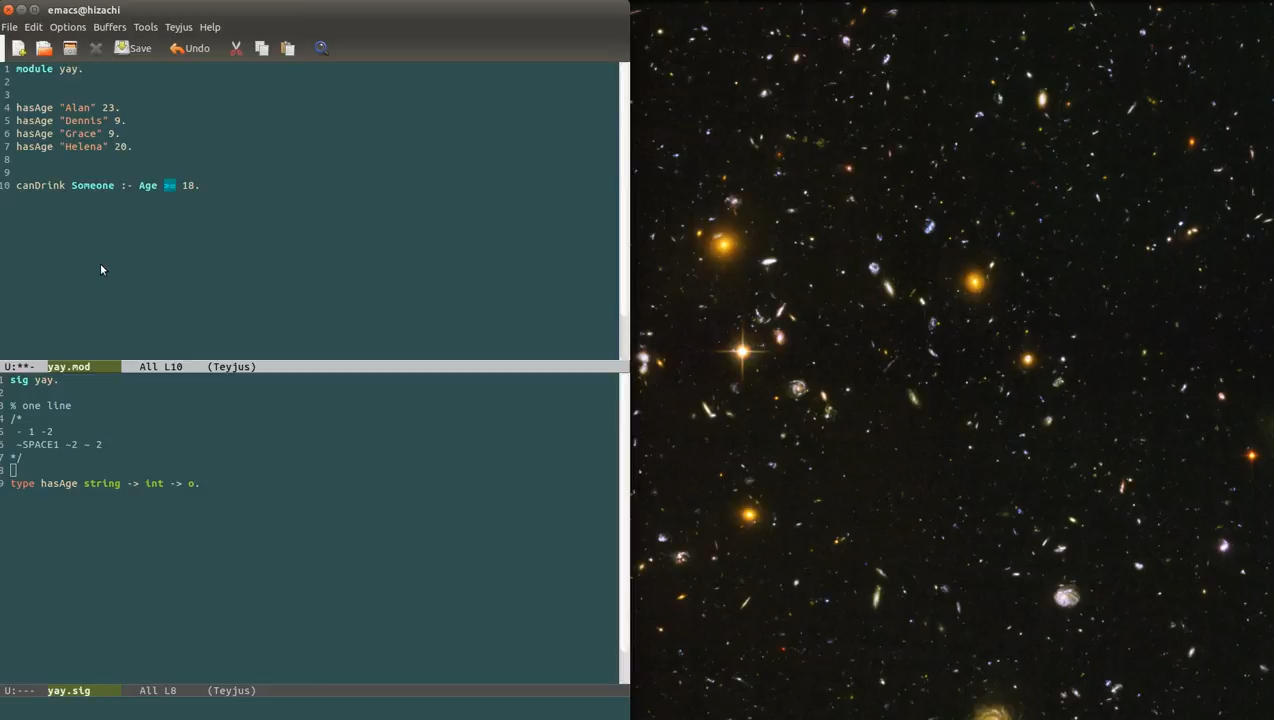 emacs@hizachi
File Edit Options Buffers Tools Teyjus Help
Save Undo
1 module yay.
2
3
4 hasAge "Alan" 23.
5 hasAge "Dennis" 9.
6 hasAge "Grace" 9.
7 hasAge "Helena" 20.
8
9
10 canDrink Someone :- Age >= 18.
U:**- yay.mod All L10 (Teyjus)
1 sig yay.
2
3 % one line
4 /*
5 - 1 -2
6 ~SPACE1 ~2 ~ 2
7 */
8
9 type hasAge string -> int -> o.
U:--- yay.sig All L8 (Teyjus)